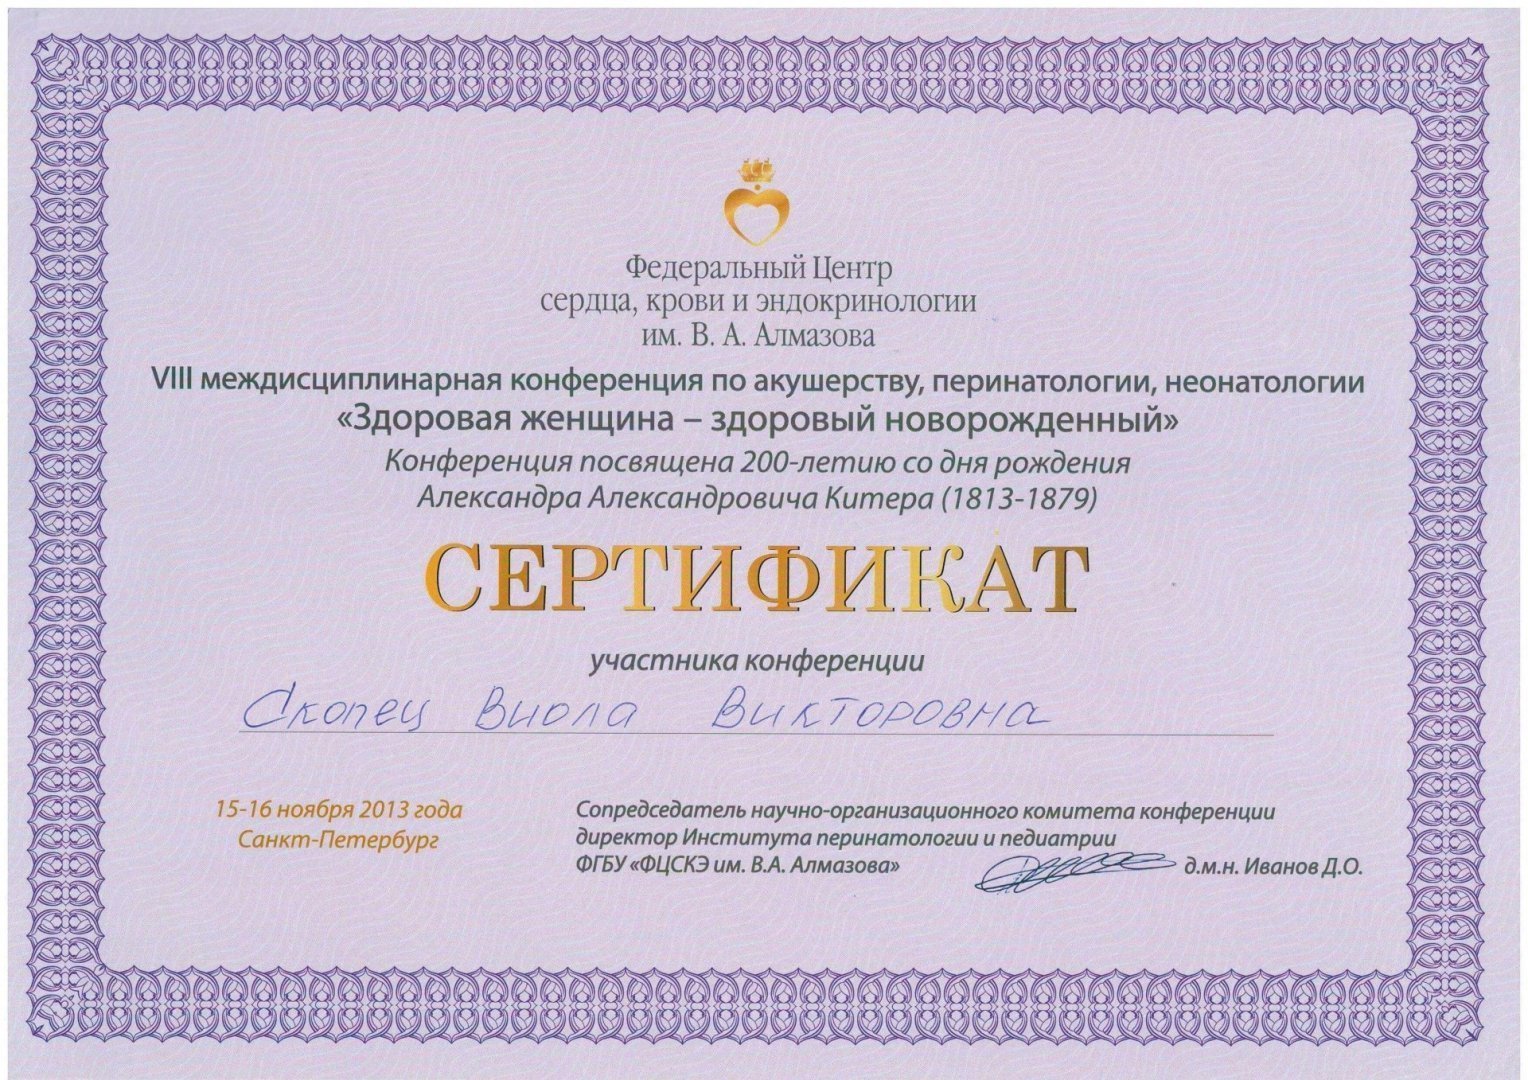 Федеральный Центр
сердца, крови и эндокринологии
им. В. А. Алмазова
VIII междисциплинарная конференция по акушерству, перинатологии, неонатологии
«Здоровая женщина – здоровый новорожденный»
Конференция посвящена 200-летию со дня рождения
Александра Александровича Китера (1813-1879)
СЕРТИФИКАТ
участника конференции
Скопец Виола Викторовна
15-16 ноября 2013 года
Санкт-Петербург
Сопредседатель научно-организационного комитета конференции
директор Института перинатологии и педиатрии
ФГБУ «ФЦСКЭ им. В.А. Алмазова» д.м.н. Иванов Д.О.